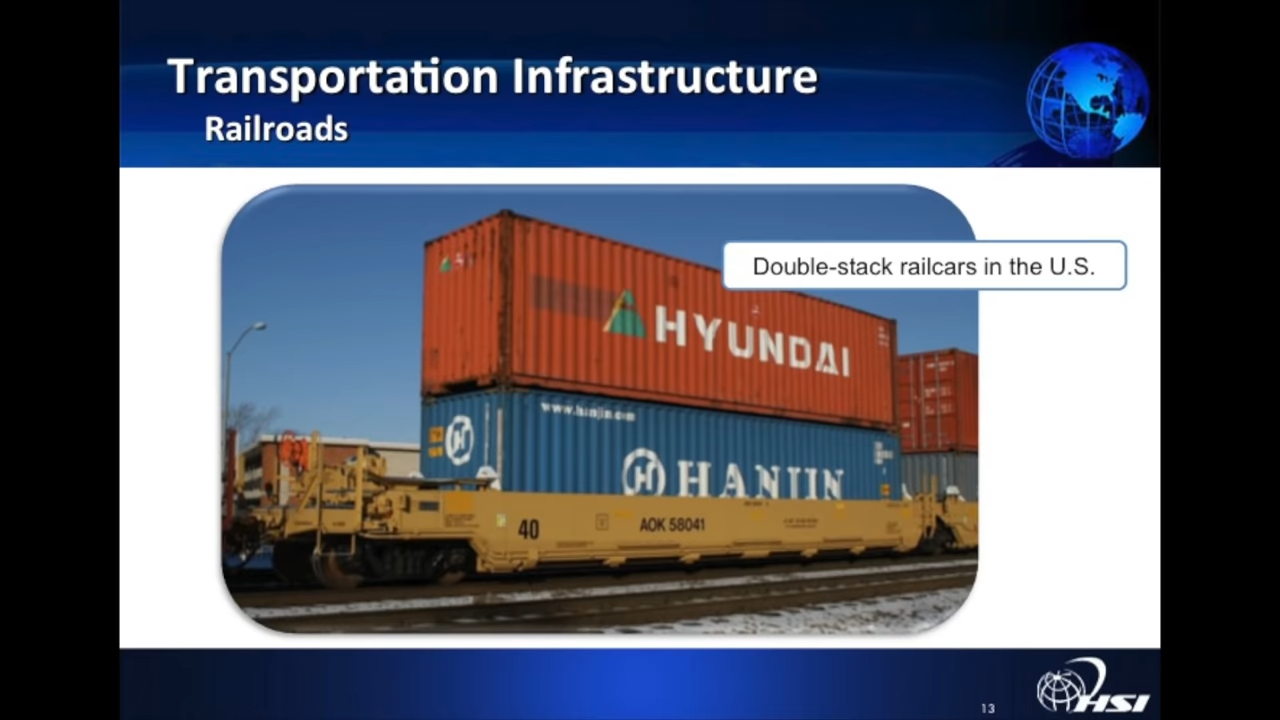 Transportation Infrastructure
Railroads
Double-stack railcars in the U.S.
HYUNDAI
www.hanjin.com
H
H HANJIN
40
AOK 58041
13
HSI